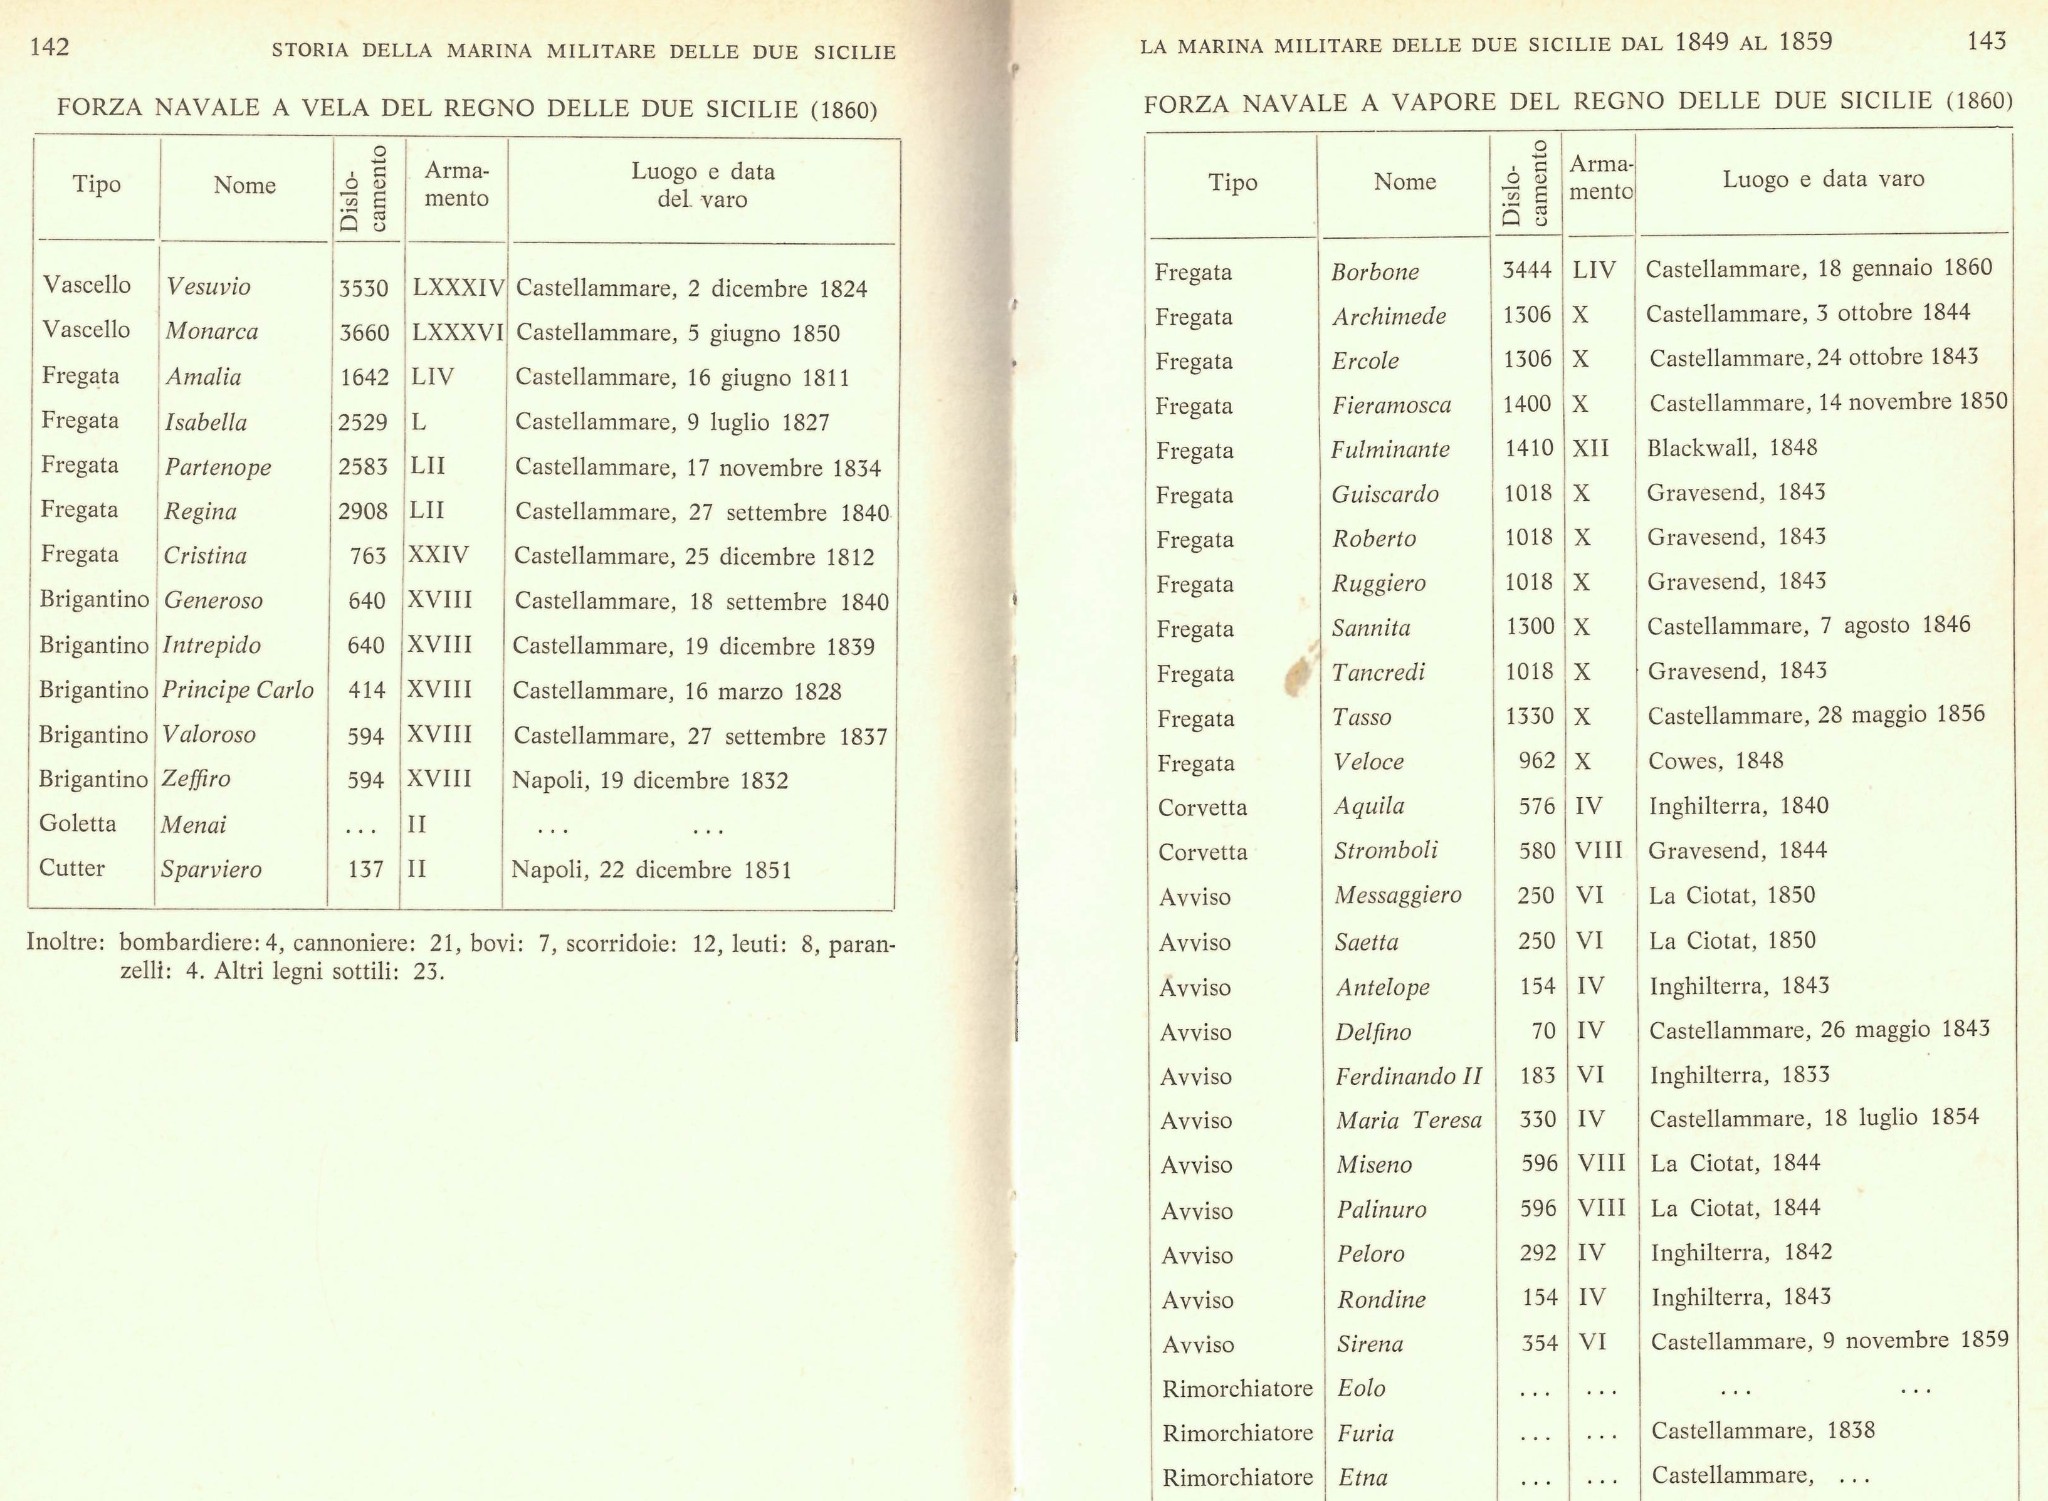 142
STORIA DELLA MARINA MILITARE DELLE DUE SICILIE
FORZA NAVALE A VELA DEL REGNO DELLE DUE SICILIE (1860)
Tipo Nome Dislo-camento Arma-mento Luogo e data del varo
Vascello Vesuvio 3530 LXXXIV Castellammare, 2 dicembre 1824
Vascello Monarca 3660 LXXXVI Castellammare, 5 giugno 1850
Fregata Amalia 1642 LIV Castellammare, 16 giugno 1811
Fregata Isabella 2529 L Castellammare, 9 luglio 1827
Fregata Partenope 2583 LII Castellammare, 17 novembre 1834
Fregata Regina 2908 LII Castellammare, 27 settembre 1840
Fregata Cristina 763 XXIV Castellammare, 25 dicembre 1812
Brigantino Generoso 640 XVIII Castellammare, 18 settembre 1840
Brigantino Intrepido 640 XVIII Castellammare, 19 dicembre 1839
Brigantino Principe Carlo 414 XVIII Castellammare, 16 marzo 1828
Brigantino Valoroso 594 XVIII Castellammare, 27 settembre 1837
Brigantino Zeffiro 594 XVIII Napoli, 19 dicembre 1832
Goletta Menai ... II ... ...
Cutter Sparviero 137 II Napoli, 22 dicembre 1851
Inoltre: bombardiere: 4, cannoniere: 21, bovi: 7, scorridoie: 12, leuti: 8, paran-
zelli: 4. Altri legni sottili: 23.
LA MARINA MILITARE DELLE DUE SICILIE DAL 1849 AL 1859
143
FORZA NAVALE A VAPORE DEL REGNO DELLE DUE SICILIE (1860)
Tipo Nome Dislo-camento Arma-mento Luogo e data varo
Fregata Borbone 3444 LIV Castellammare, 18 gennaio 1860
Fregata Archimede 1306 X Castellammare, 3 ottobre 1844
Fregata Ercole 1306 X Castellammare, 24 ottobre 1843
Fregata Fieramosca 1400 X Castellammare, 14 novembre 1850
Fregata Fulminante 1410 XII Blackwall, 1848
Fregata Guiscardo 1018 X Gravesend, 1843
Fregata Roberto 1018 X Gravesend, 1843
Fregata Ruggiero 1018 X Gravesend, 1843
Fregata Sannita 1300 X Castellammare, 7 agosto 1846
Fregata Tancredi 1018 X Gravesend, 1843
Fregata Tasso 1330 X Castellammare, 28 maggio 1856
Fregata Veloce 962 X Cowes, 1848
Corvetta Aquila 576 IV Inghilterra, 1840
Corvetta Stromboli 580 VIII Gravesend, 1844
Avviso Messaggiero 250 VI La Ciotat, 1850
Avviso Saetta 250 VI La Ciotat, 1850
Avviso Antelope 154 IV Inghilterra, 1843
Avviso Delfino 70 IV Castellammare, 26 maggio 1843
Avviso Ferdinando II 183 VI Inghilterra, 1833
Avviso Maria Teresa 330 IV Castellammare, 18 luglio 1854
Avviso Miseno 596 VIII La Ciotat, 1844
Avviso Palinuro 596 VIII La Ciotat, 1844
Avviso Peloro 292 IV Inghilterra, 1842
Avviso Rondine 154 IV Inghilterra, 1843
Avviso Sirena 354 VI Castellammare, 9 novembre 1859
Rimorchiatore Eolo ... ... ... ...
Rimorchiatore Furia ... ... Castellammare, 1838
Rimorchiatore Etna ... ... Castellammare, ...